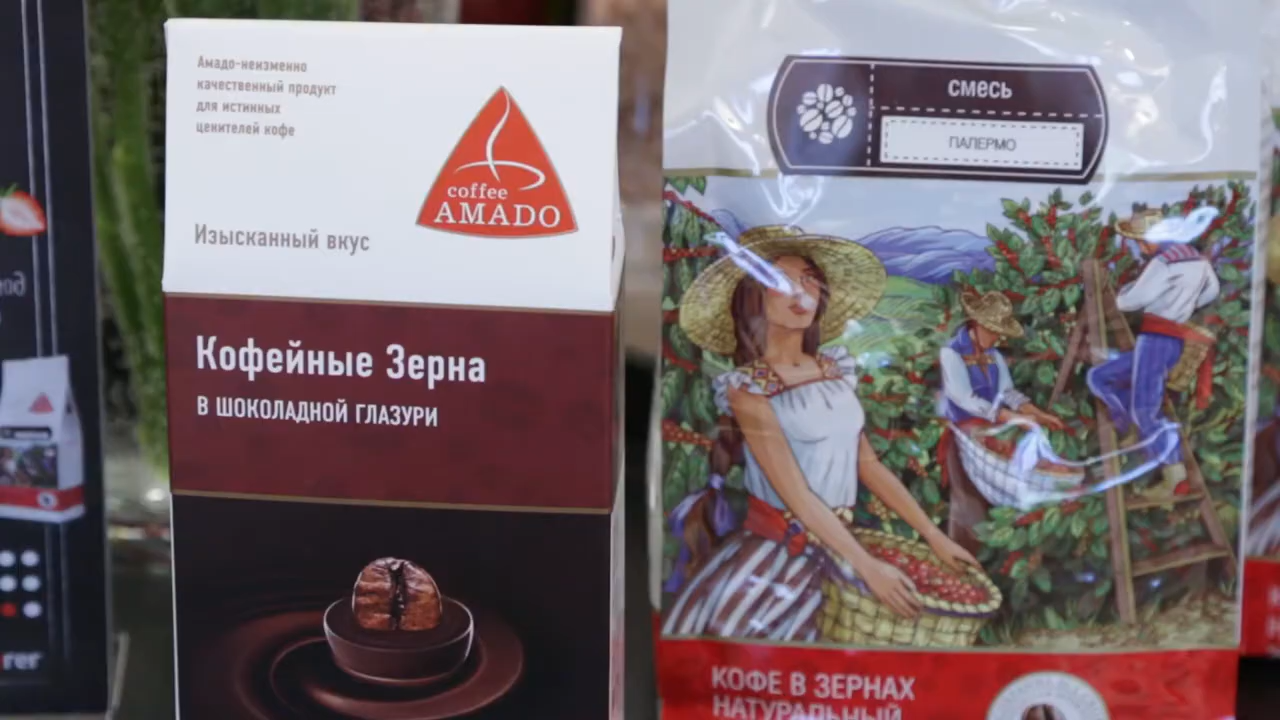 Амадо-неизменно
качественный продукт
для истинных
ценителей кофе
coffee
AMADO
Изысканный вкус
Кофейные Зерна
В ШОКОЛАДНОЙ ГЛАЗУРИ
смесь
ПАЛЕРМО
КОФЕ В ЗЕРНАХ
НАТУРАЛЬНЫЙ